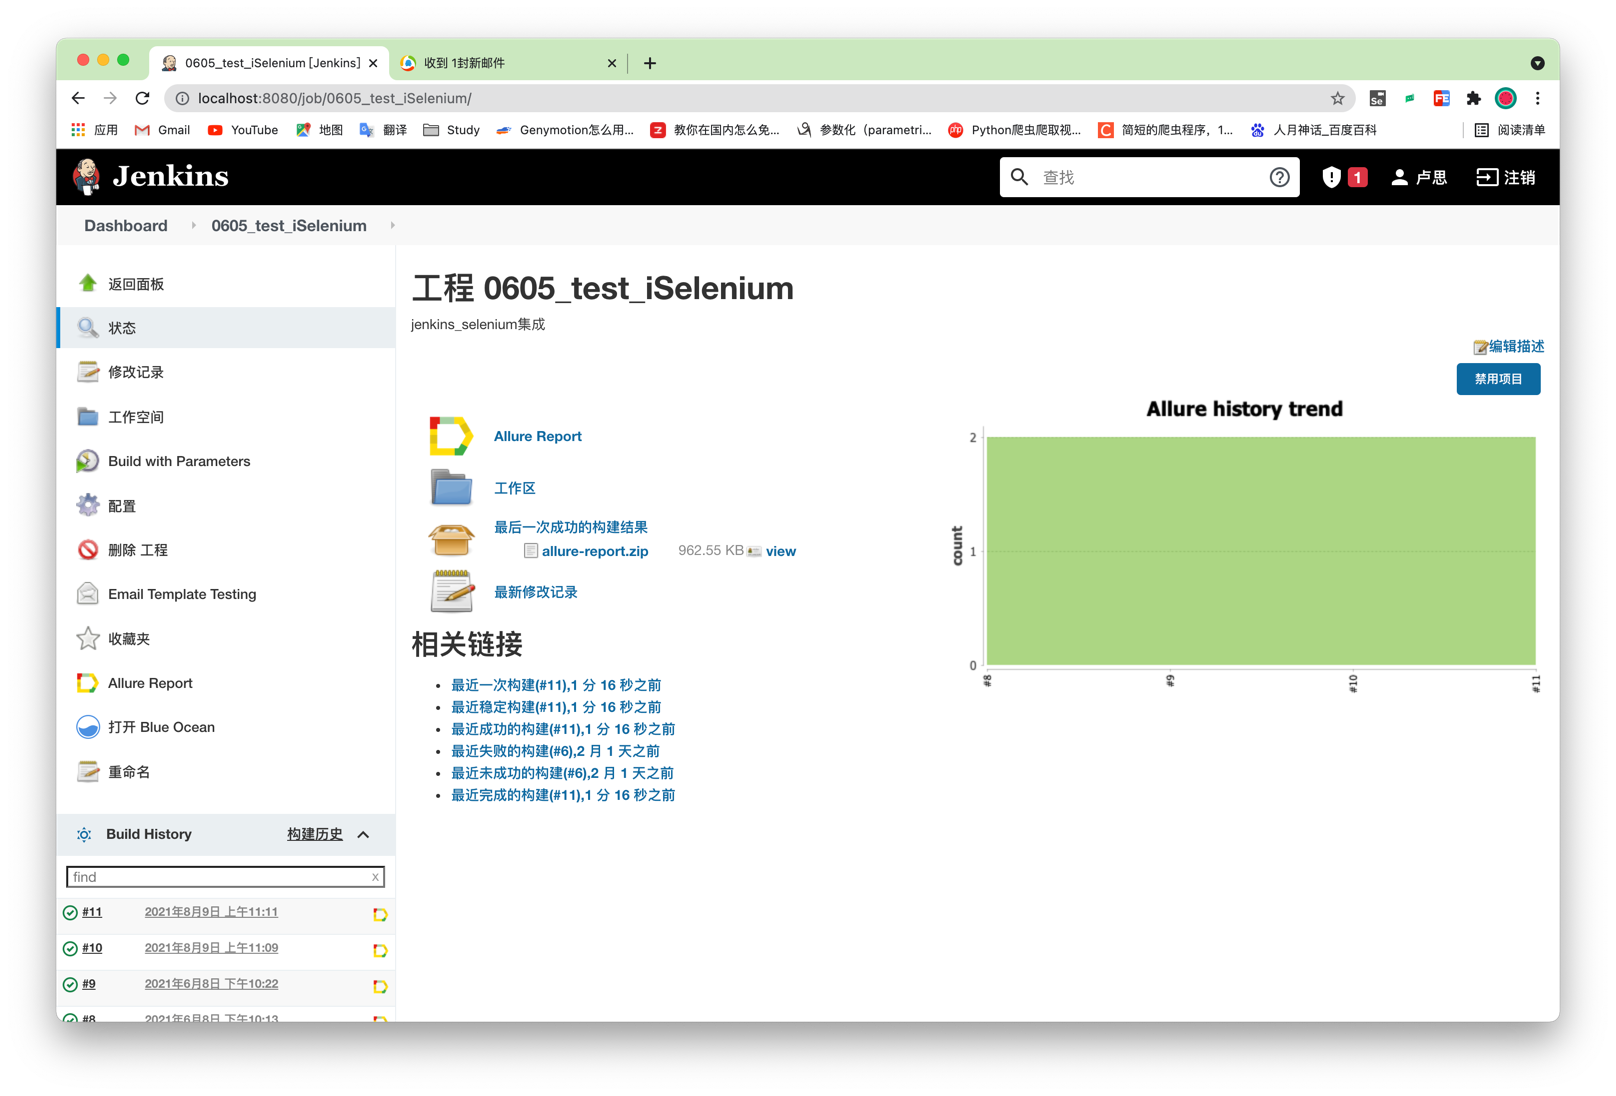 0605_test_iSelenium [Jenkins]
收到 1封新邮件
localhost:8080/job/0605_test_iSelenium/
Se
FE
应用
Gmail
YouTube
地图
翻译
Study
Genymotion怎么用...
教你在国内怎么免...
参数化（parametri...
php
Python爬虫爬取视...
C
简短的爬虫程序，1...
人月神话_百度百科
阅读清单
Jenkins
查找
1
卢思
注销
Dashboard
0605_test_iSelenium
返回面板
状态
修改记录
工作空间
Build with Parameters
配置
删除 工程
Email Template Testing
收藏夹
Allure Report
打开 Blue Ocean
重命名
Build History
构建历史
find
x
#11
2021年8月9日 上午11:11
#10
2021年8月9日 上午11:09
#9
2021年6月8日 下午10:22
#8
2021年6月8日 下午10:13
工程 0605_test_iSelenium
jenkins_selenium集成
编辑描述
禁用项目
Allure Report
工作区
最后一次成功的构建结果
allure-report.zip
962.55 KB
view
最新修改记录
相关链接
最近一次构建(#11),1 分 16 秒之前
最近稳定构建(#11),1 分 16 秒之前
最近成功的构建(#11),1 分 16 秒之前
最近失败的构建(#6),2 月 1 天之前
最近未成功的构建(#6),2 月 1 天之前
最近完成的构建(#11),1 分 16 秒之前
Allure history trend
count
2
1
0
#8
#9
#10
#11